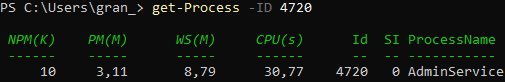 PS C:\Users\gran_> get-Process -ID 4720
NPM(K) PM(M) WS(M) CPU(s) Id SI ProcessName
------ ----- ----- ------ -- -- -----------
10 3,11 8,79 30,77 4720 0 AdminService